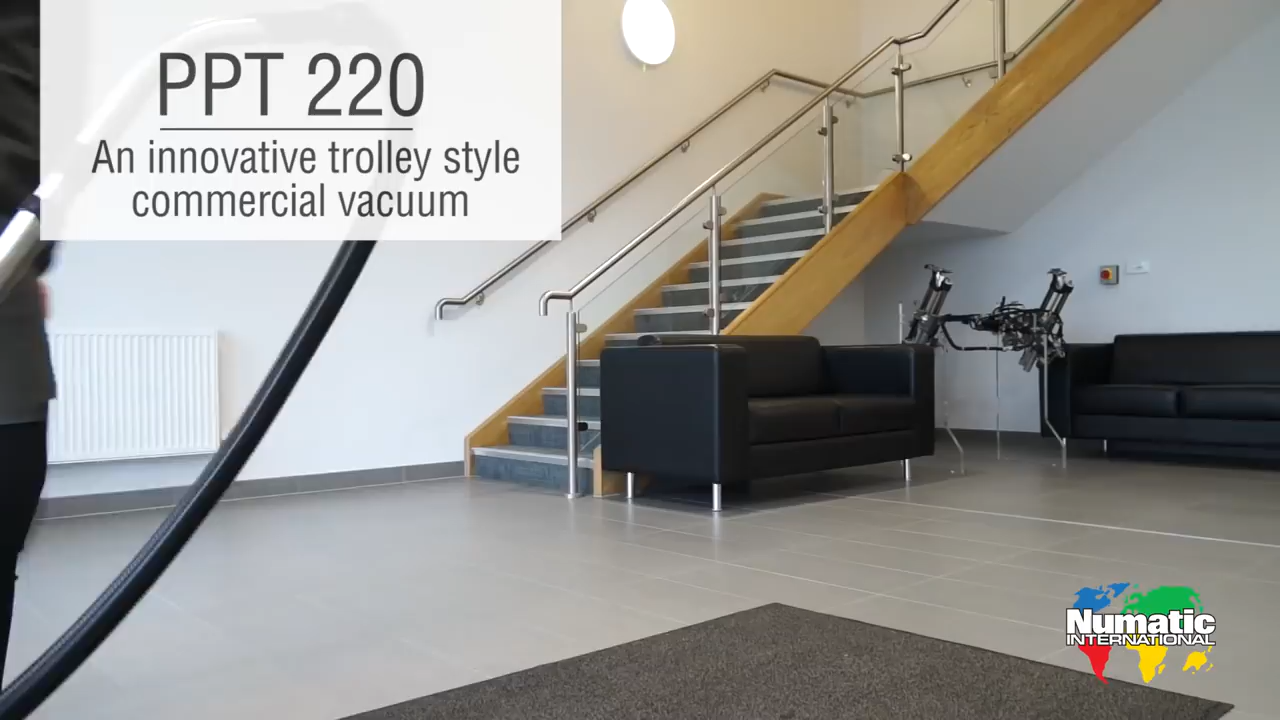 PPT 220
An innovative trolley style
commercial vacuum
Numatic
INTERNATIONAL